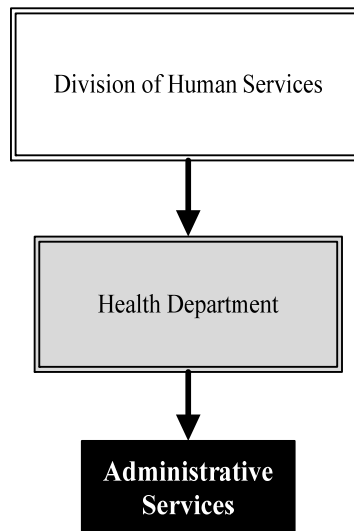 Division of Human Services
Health Department
Administrative
Services